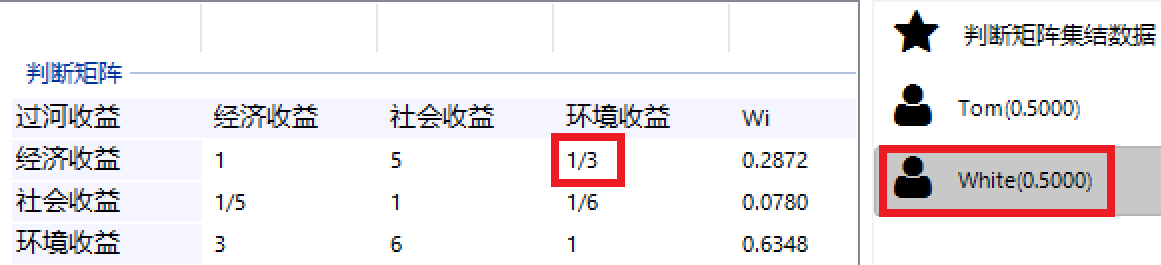 判断矩阵
过河收益 经济收益 社会收益 环境收益 Wi
经济收益 1 5 1/3 0.2872
社会收益 1/5 1 1/6 0.0780
环境收益 3 6 1 0.6348
判断矩阵集结数据
Tom(0.5000)
White(0.5000)